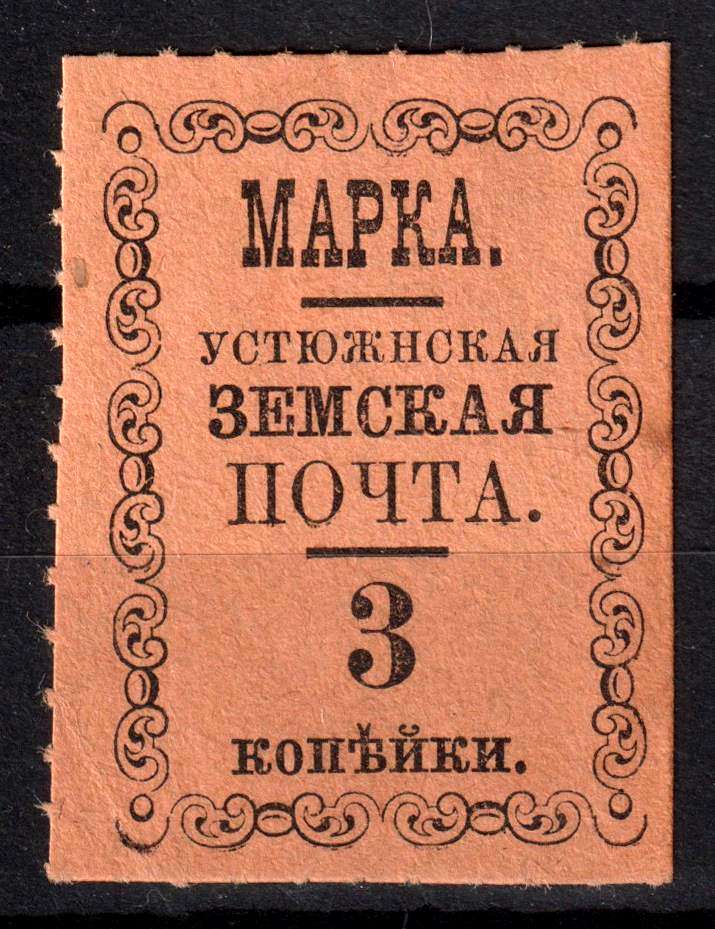 МАРКА.
УСТЮЖНСКАЯ
ЗЕМСКАЯ
ПОЧТА.
3
копѣйки.